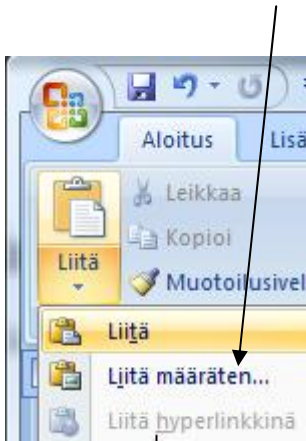 Aloitus Lisä
Leikkaa
Kopioi
Liitä
Muotoilusivel
Liitä
Liitä määräten...
Liitä hyperlinkkinä